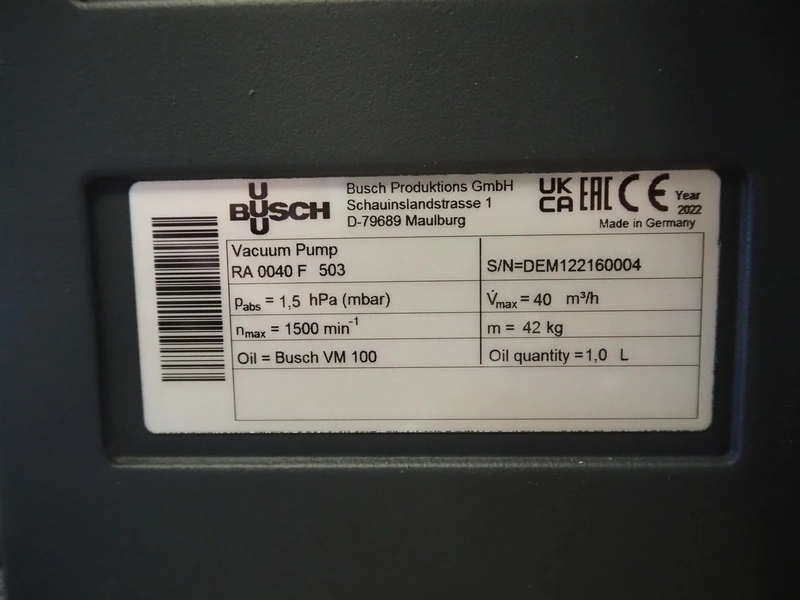 BUSCH
Busch Produktions GmbH
Schauinslandstrasse 1
D-79689 Maulburg
UK CA EAC CE Year 2022
Made in Germany
Vacuum Pump
RA 0040 F 503
S/N=DEM122160004
pabs = 1,5 hPa (mbar)
V̇max = 40 m³/h
nmax = 1500 min⁻¹
m = 42 kg
Oil = Busch VM 100
Oil quantity =1,0 L